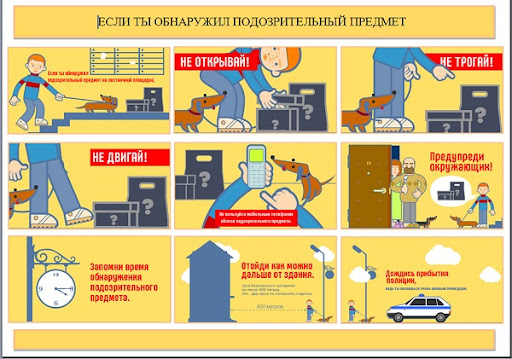 ЕСЛИ ТЫ ОБНАРУЖИЛ ПОДОЗРИТЕЛЬНЫЙ ПРЕДМЕТ
Если ты обнаружил
подозрительный предмет на лестничной площадке.
НЕ ОТКРЫВАЙ!
НЕ ТРОГАЙ!
НЕ ДВИГАЙ!
Не пользуйся мобильным телефоном
вблизи подозрительного предмета.
Предупреди
окружающих!
Запомни время
обнаружения
подозрительного
предмета.
Отойди как можно
дальше от здания.
400 метров
Дождись прибытия
полиции,
? ?
?
?
?
?
?
?
?